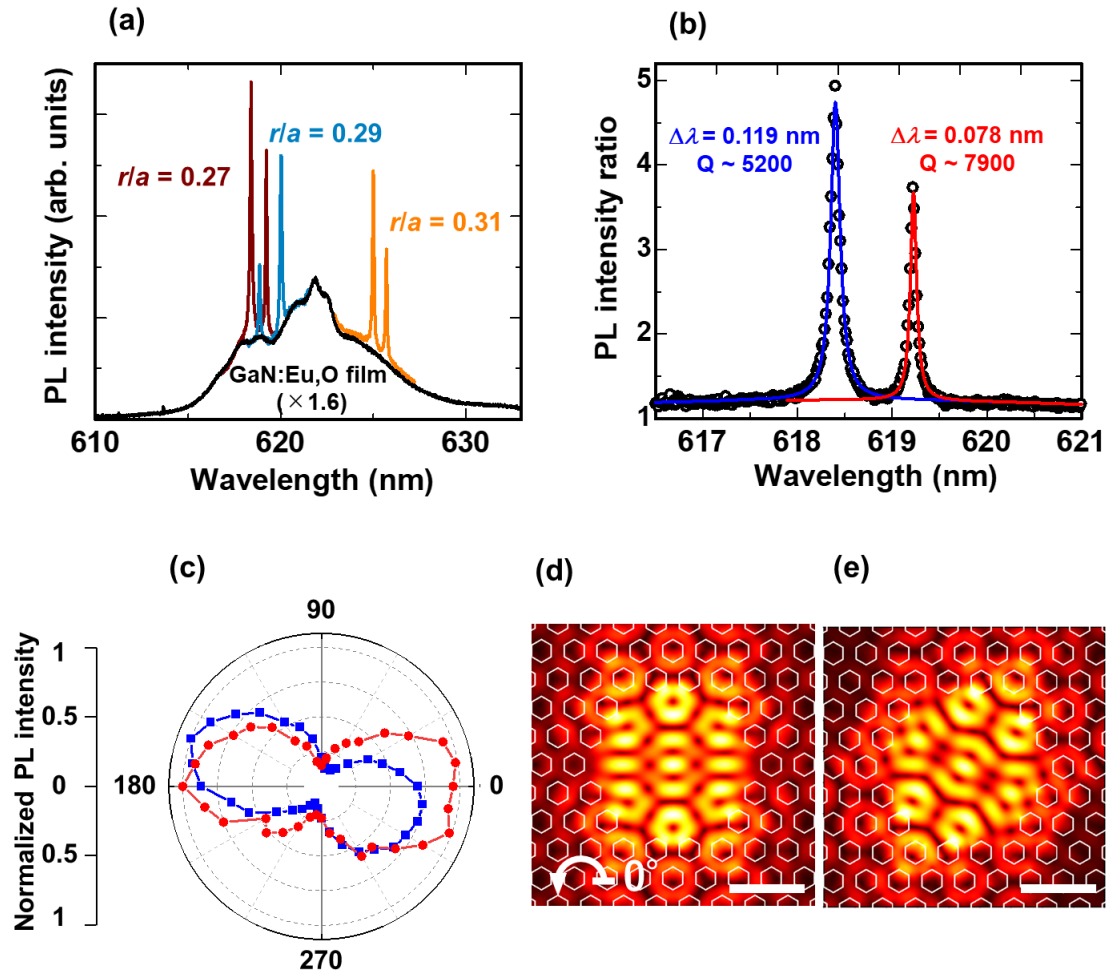 (a)
PL intensity (arb. units)
r/a = 0.27
r/a = 0.29
r/a = 0.31
GaN:Eu,O film
(×1.6)
610
620
630
Wavelength (nm)
(b)
PL intensity ratio
5
4
3
2
1
Δλ = 0.119 nm
Q ~ 5200
Δλ = 0.078 nm
Q ~ 7900
617
618
619
620
621
Wavelength (nm)
(c)
Normalized PL intensity
1
0.5
0
0.5
1
90
180
0
270
(d)
0°
(e)